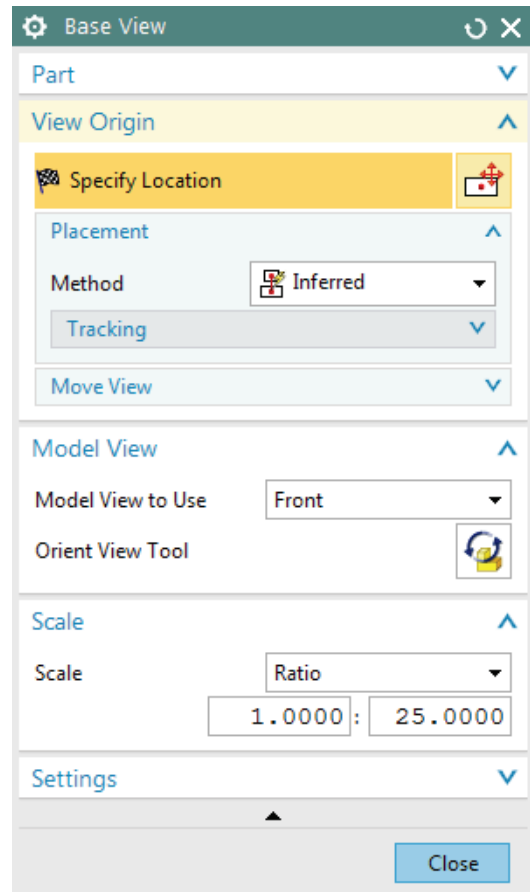 Base View
Part
View Origin
Specify Location
Placement
Method Inferred
Tracking
Move View
Model View
Model View to Use Front
Orient View Tool
Scale
Scale Ratio
1.0000 : 25.0000
Settings
Close